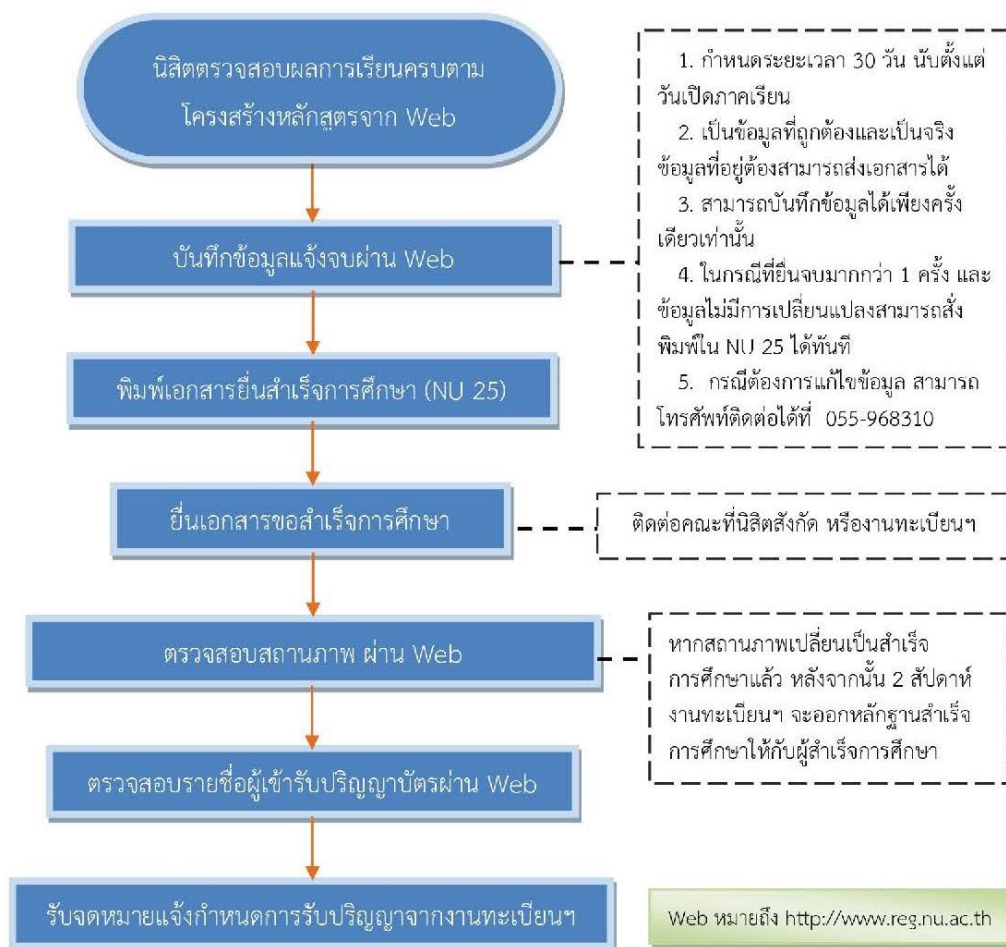 นิสิตตรวจสอบผลการเรียนครบตาม
โครงสร้างหลักสูตรจาก Web
บันทึกข้อมูลแจ้งจบผ่าน Web
1. กำหนดระยะเวลา 30 วัน นับตั้งแต่
วันเปิดภาคเรียน
2. เป็นข้อมูลที่ถูกต้องและเป็นจริง
ข้อมูลที่อยู่ต้องสามารถส่งเอกสารได้
3. สามารถบันทึกข้อมูลได้เพียงครั้ง
เดียวเท่านั้น
4. ในกรณีที่ยื่นจบมากกว่า 1 ครั้ง และ
ข้อมูลไม่มีการเปลี่ยนแปลงสามารถสั่ง
พิมพ์ใน NU 25 ได้ทันที
5. กรณีต้องการแก้ไขข้อมูล สามารถ
โทรศัพท์ติดต่อได้ที่ 055-968310
พิมพ์เอกสารยื่นสำเร็จการศึกษา (NU 25)
ยื่นเอกสารขอสำเร็จการศึกษา
ติดต่อคณะที่นิสิตสังกัด หรืองานทะเบียนฯ
ตรวจสอบสถานภาพ ผ่าน Web
หากสถานภาพเปลี่ยนเป็นสำเร็จ
การศึกษาแล้ว หลังจากนั้น 2 สัปดาห์
งานทะเบียนฯ จะออกหลักฐานสำเร็จ
การศึกษาให้กับผู้สำเร็จการศึกษา
ตรวจสอบรายชื่อผู้เข้ารับปริญญาบัตรผ่าน Web
รับจดหมายแจ้งกำหนดการรับปริญญาจากงานทะเบียนฯ
Web หมายถึง http://www.reg.nu.ac.th